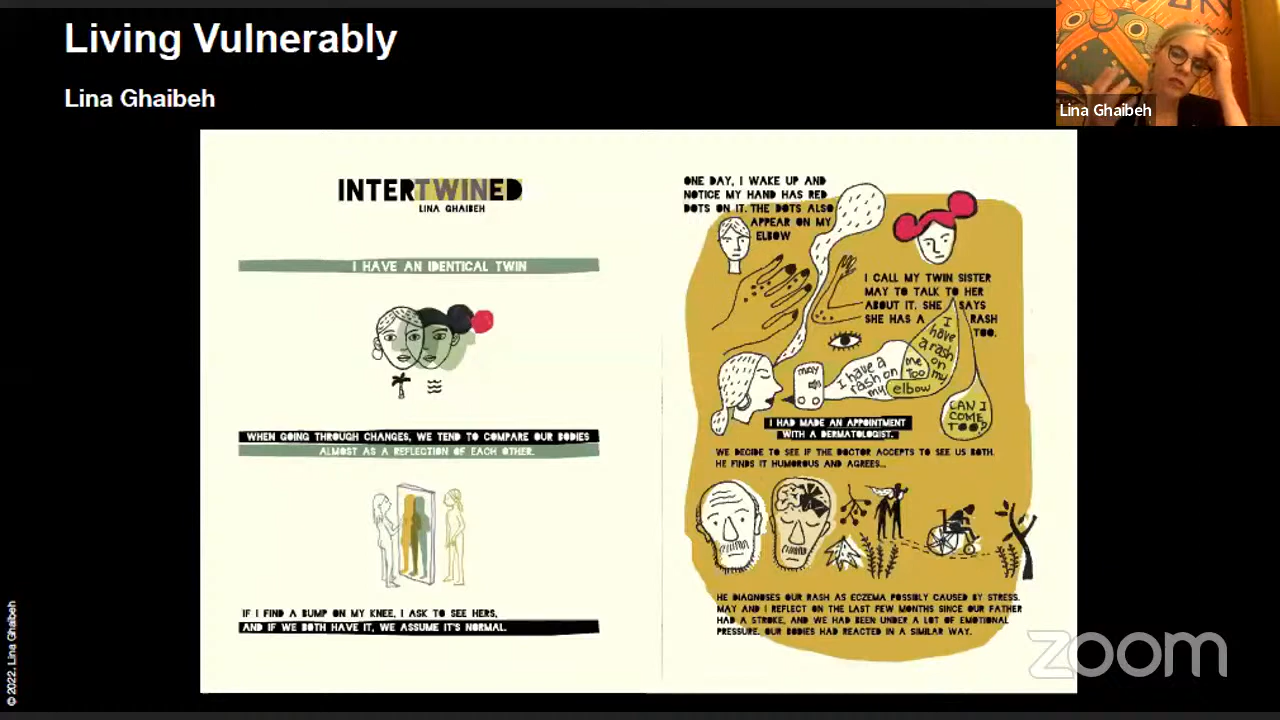 Living Vulnerably
Lina Ghaibeh
Lina Ghaibeh
INTERTWINED
LINA GHAIBEH
I HAVE AN IDENTICAL TWIN
WHEN GOING THROUGH CHANGES, WE TEND TO COMPARE OUR BODIES
ALMOST AS A REFLECTION OF EACH OTHER.
IF I FIND A BUMP ON MY KNEE, I ASK TO SEE HERS,
AND IF WE BOTH HAVE IT, WE ASSUME IT'S NORMAL.
ONE DAY, I WAKE UP AND
NOTICE MY HAND HAS RED
DOTS ON IT. THE DOTS ALSO
APPEAR ON MY
ELBOW
I CALL MY TWIN SISTER
MAY TO TALK TO HER
ABOUT IT. SHE SAYS
SHE HAS A RASH
TOO.
MAY
I have a
rash on
my elbow
me
too
I
have
a rash
on
my
CAN I
COME
TOO?
I HAD MADE AN APPOINTMENT
WITH A DERMATOLOGIST.
WE DECIDE TO SEE IF THE DOCTOR ACCEPTS TO SEE US BOTH.
HE FINDS IT HUMOROUS AND AGREES...
HE DIAGNOSES OUR RASH AS ECZEMA POSSIBLY CAUSED BY STRESS.
MAY AND I REFLECT ON THE LAST FEW MONTHS SINCE OUR FATHER
HAD A STROKE, AND WE HAD BEEN UNDER A LOT OF EMOTIONAL
PRESSURE. OUR BODIES HAD REACTED IN A SIMILAR WAY.
© 2022, Lina Ghaibeh
zoom